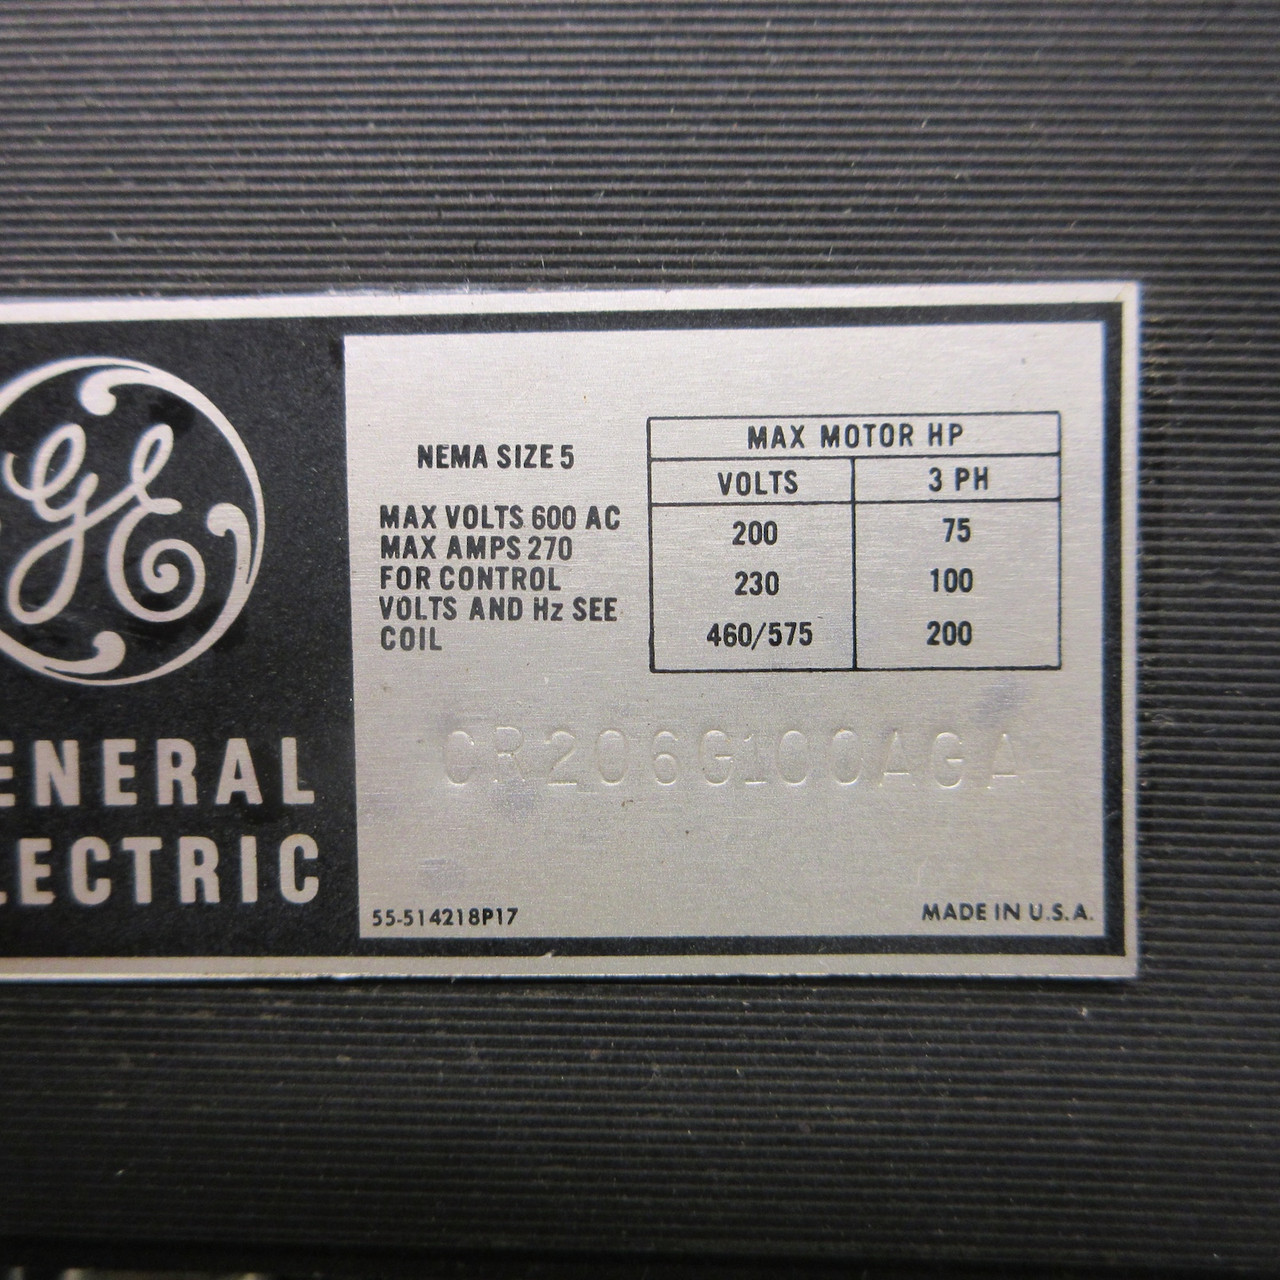 GE
ENERAL
LECTRIC
NEMA SIZE 5
MAX VOLTS 600 AC
MAX AMPS 270
FOR CONTROL
VOLTS AND Hz SEE
COIL
MAX MOTOR HP
VOLTS 3 PH
200 75
230 100
460/575 200
CR206G100AGA
55-514218P17
MADE IN U.S.A.